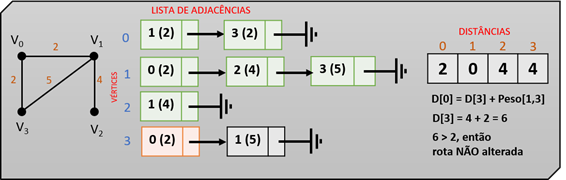 LISTA DE ADJACÊNCIAS
DISTÂNCIAS
V0
V1
2
2
5
4
V3
V2
VÉRTICES
0
1 (2)
3 (2)
1
0 (2)
2 (4)
3 (5)
2
1 (4)
3
0 (2)
1 (5)
0 1 2 3
2 0 4 4
D[0] = D[3] + Peso[1,3]
D[3] = 4 + 2 = 6
6 > 2, então
rota NÃO alterada